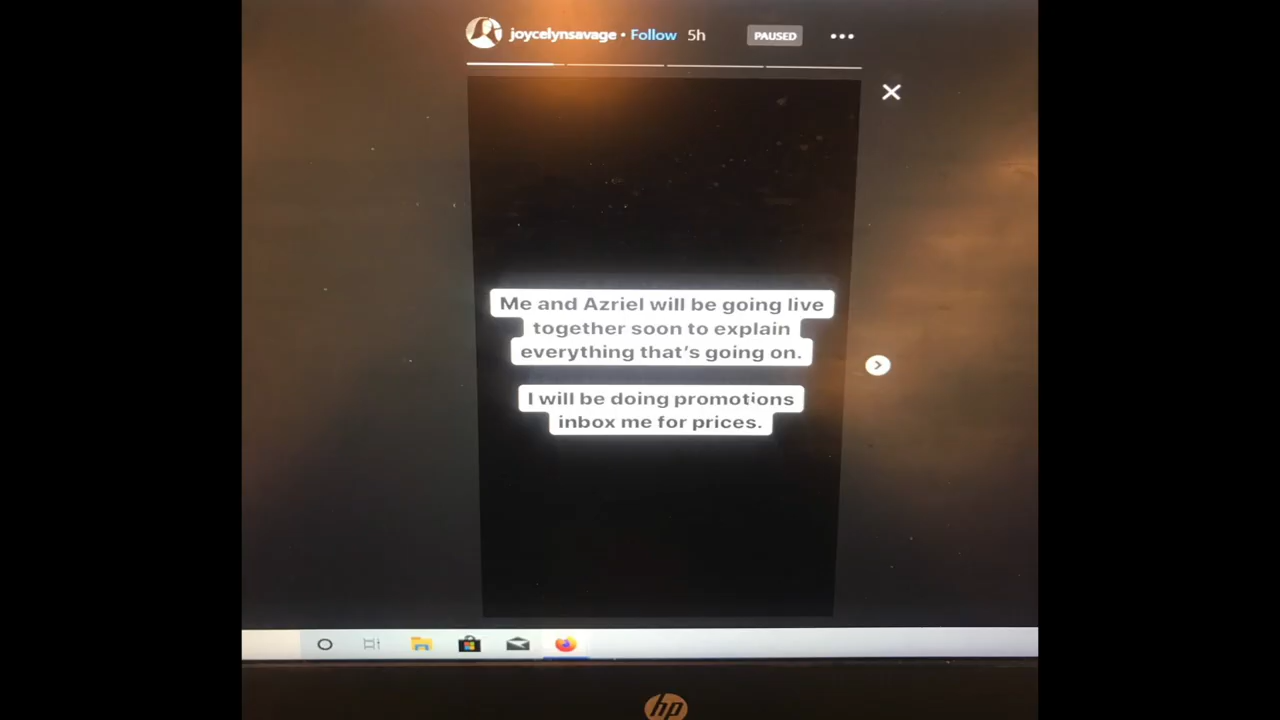 joycelynsavage • Follow 5h PAUSED
Me and Azriel will be going live
together soon to explain
everything that's going on.
I will be doing promotions
inbox me for prices.
hp